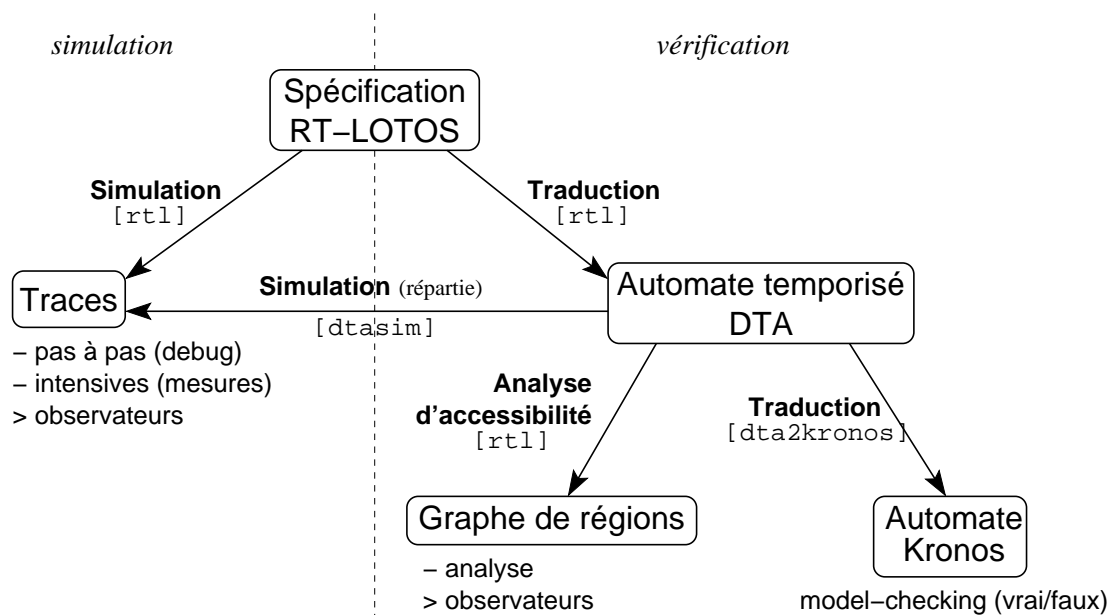 simulation
vérification
Spécification
RT−LOTOS
Simulation
[rtl]
Traduction
[rtl]
Traces
Simulation (répartie)
[dtasim]
Automate temporisé
DTA
− pas à pas (debug)
− intensives (mesures)
> observateurs
Analyse
d'accessibilité
[rtl]
Traduction
[dta2kronos]
Graphe de régions
Automate
Kronos
− analyse
> observateurs
model−checking (vrai/faux)